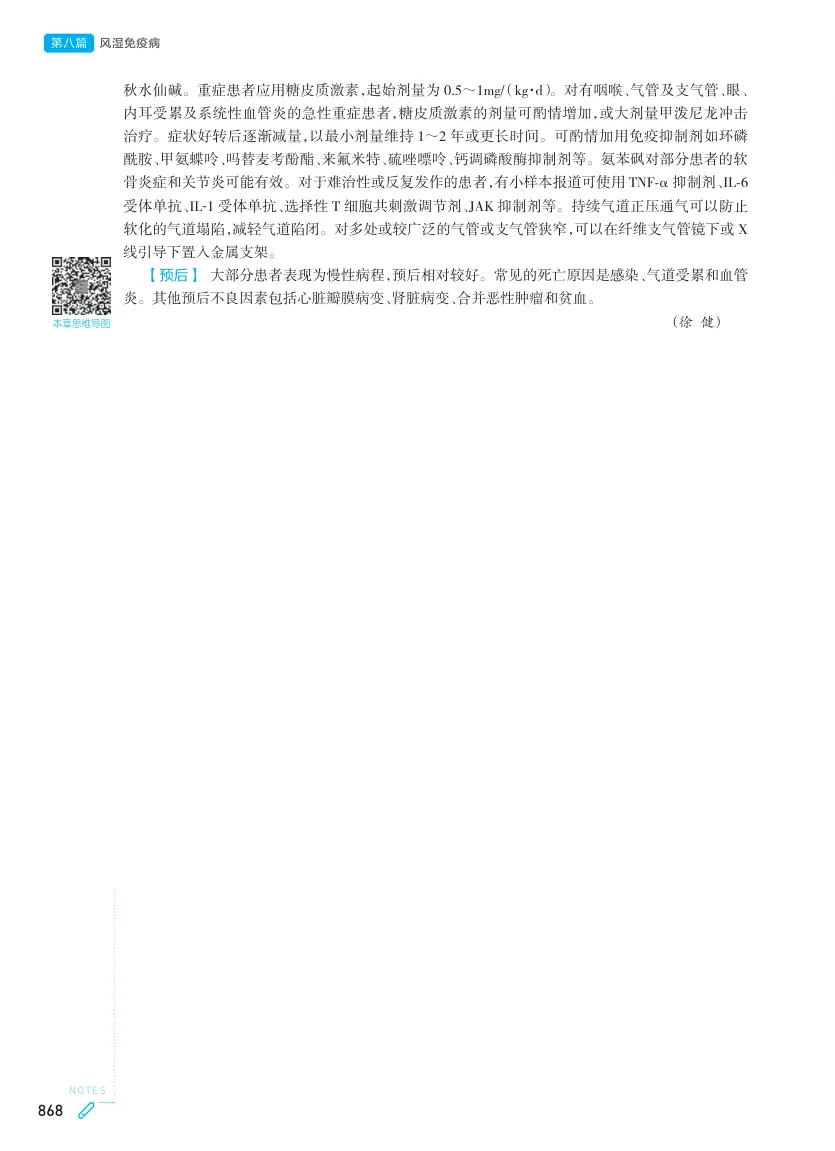 第八篇 风湿免疫病
秋水仙碱。重症患者应用糖皮质激素,起始剂量为 0.5～1mg/(kg·d)。对有咽喉、气管及支气管、眼、
内耳受累及系统性血管炎的急性重症患者,糖皮质激素的剂量可酌情增加,或大剂量甲泼尼龙冲击
治疗。症状好转后逐渐减量,以最小剂量维持 1～2 年或更长时间。可酌情加用免疫抑制剂如环磷
酰胺、甲氨蝶呤、吗替麦考酚酯、来氟米特、硫唑嘌呤、钙调磷酸酶抑制剂等。氨苯砜对部分患者的软
骨炎症和关节炎可能有效。对于难治性或反复发作的患者,有小样本报道可使用 TNF-α 抑制剂、IL-6
受体单抗、IL-1 受体单抗、选择性 T 细胞共刺激调节剂、JAK 抑制剂等。持续气道正压通气可以防止
软化的气道塌陷,减轻气道陷闭。对多处或较广泛的气管或支气管狭窄,可以在纤维支气管镜下或 X
线引导下置入金属支架。
【预后】 大部分患者表现为慢性病程,预后相对较好。常见的死亡原因是感染、气道受累和血管
炎。其他预后不良因素包括心脏瓣膜病变、肾脏病变、合并恶性肿瘤和贫血。
(徐 健)
本章思维导图
NOTES
868